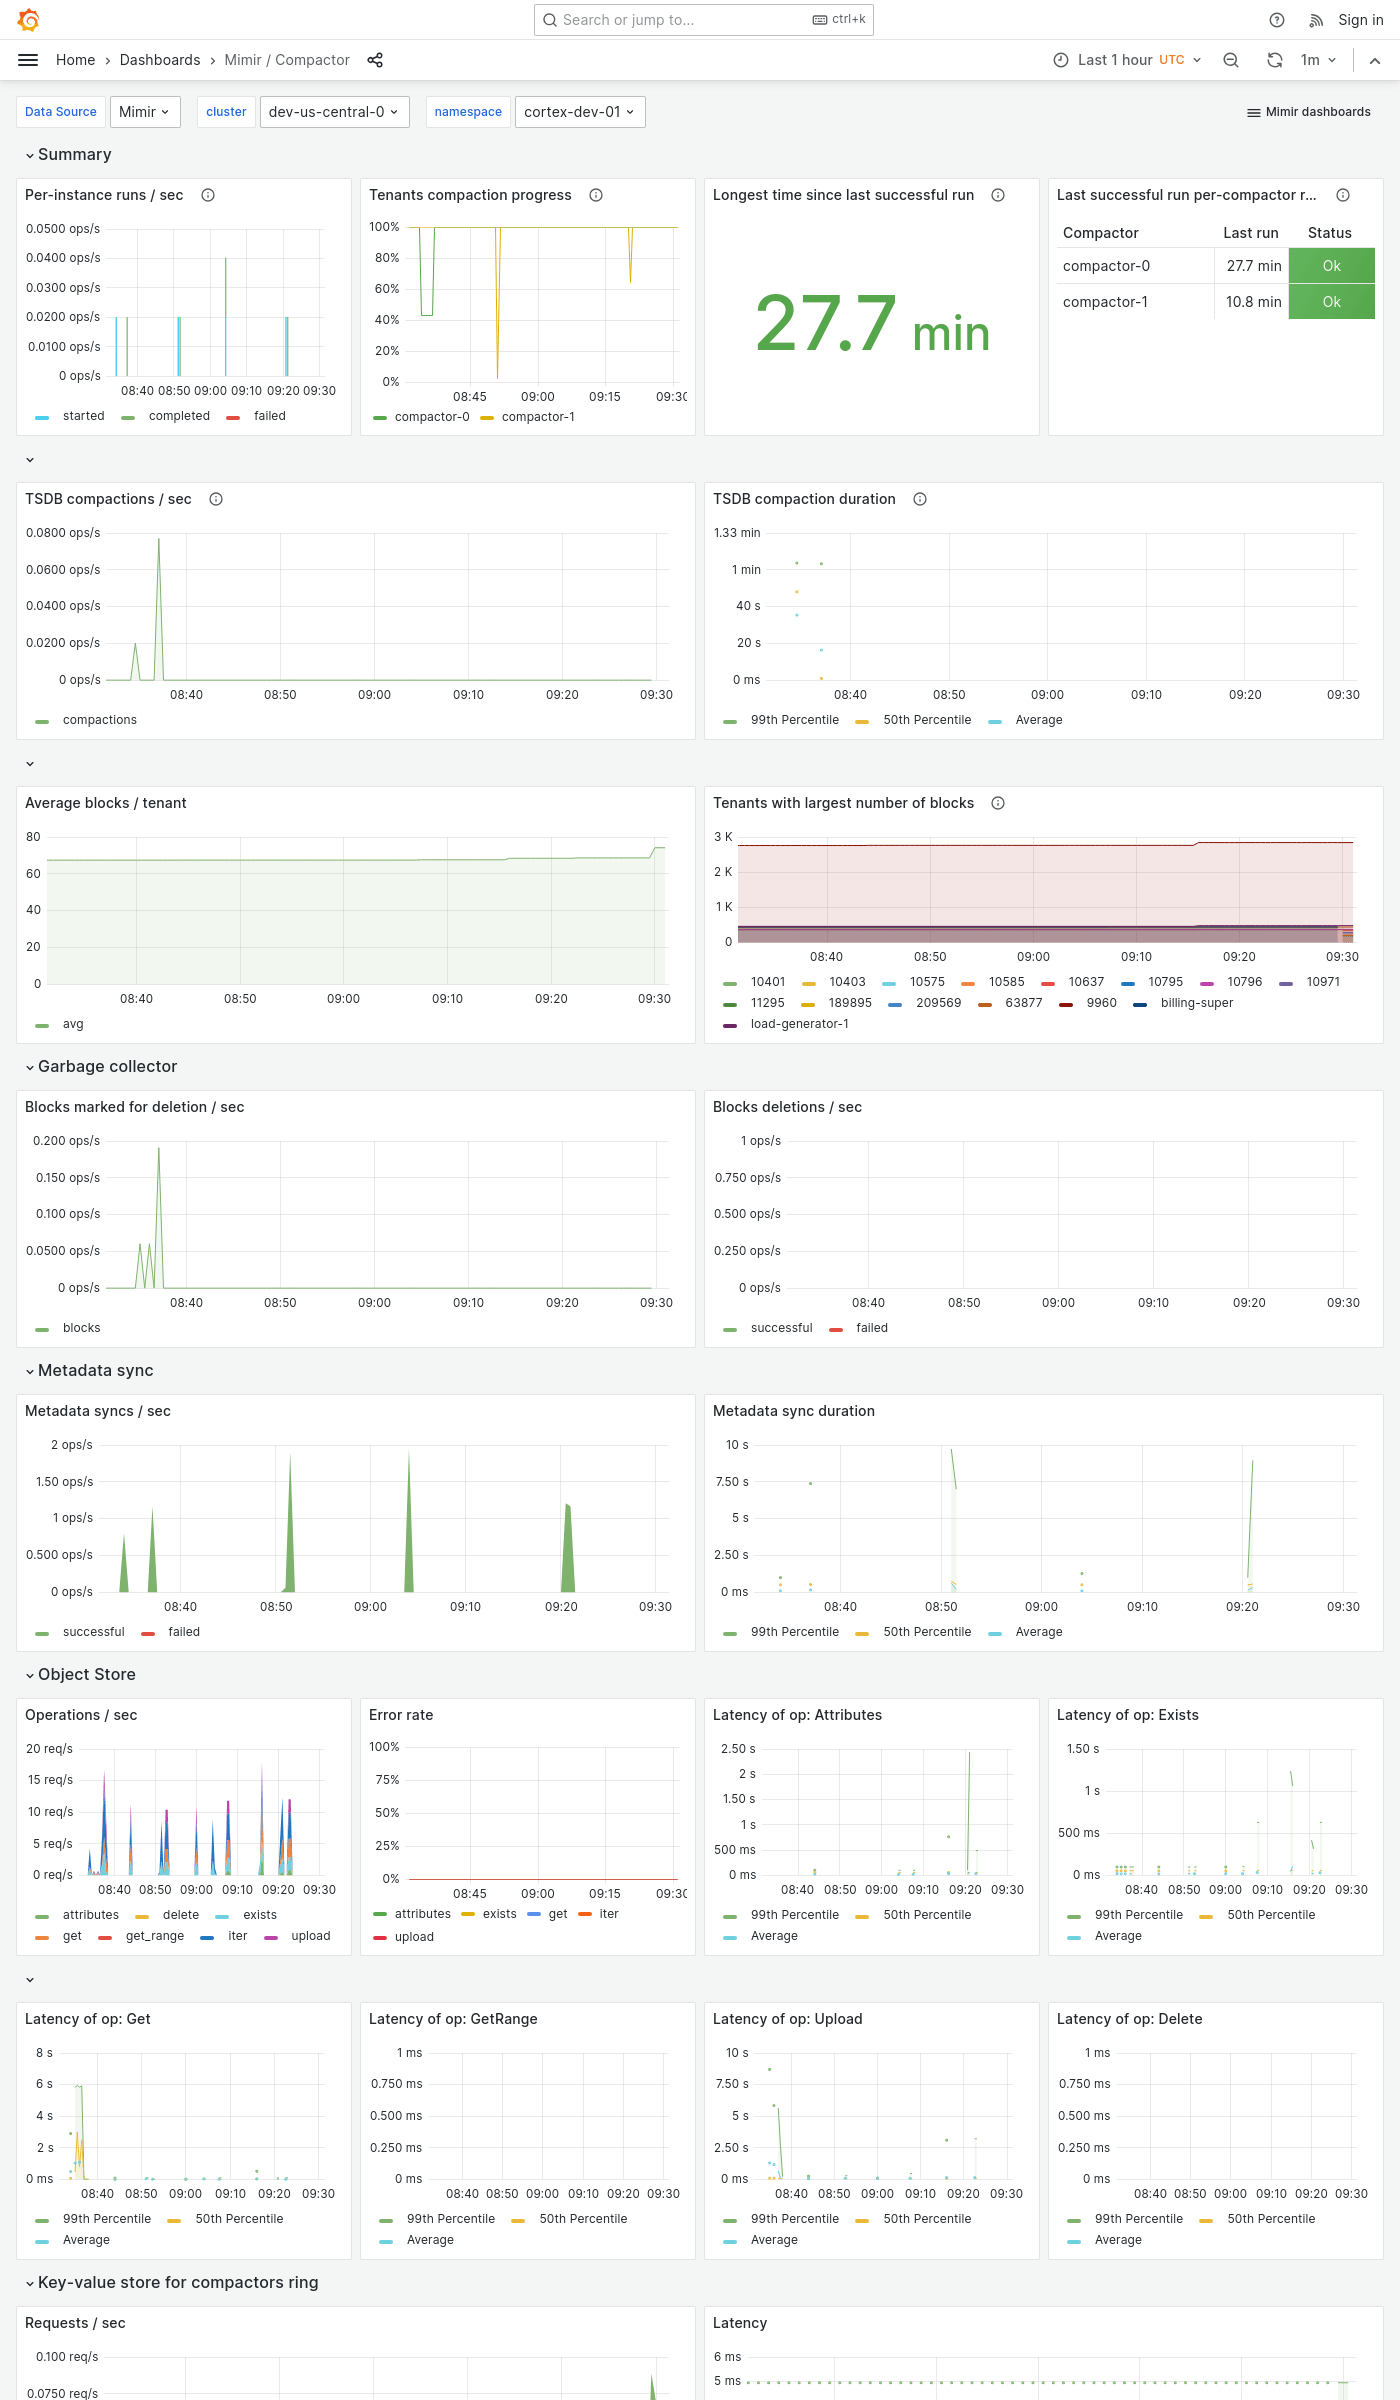 Search or jump to...
ctrl+k
Sign in
Home
Dashboards
Mimir / Compactor
Last 1 hour UTC
1m
Data Source
Mimir
cluster
dev-us-central-0
namespace
cortex-dev-01
Mimir dashboards
Summary
Per-instance runs / sec
0.0500 ops/s
0.0400 ops/s
0.0300 ops/s
0.0200 ops/s
0.0100 ops/s
0 ops/s
08:40 08:50 09:00 09:10 09:20 09:30
started completed failed
Tenants compaction progress
100%
80%
60%
40%
20%
0%
08:45 09:00 09:15 09:30
compactor-0 compactor-1
Longest time since last successful run
27.7 min
Last successful run per-compactor r...
Compactor Last run Status
compactor-0 27.7 min Ok
compactor-1 10.8 min Ok
TSDB compactions / sec
0.0800 ops/s
0.0600 ops/s
0.0400 ops/s
0.0200 ops/s
0 ops/s
08:40 08:50 09:00 09:10 09:20 09:30
compactions
TSDB compaction duration
1.33 min
1 min
40 s
20 s
0 ms
08:40 08:50 09:00 09:10 09:20 09:30
99th Percentile 50th Percentile Average
Average blocks / tenant
80
60
40
20
0
08:40 08:50 09:00 09:10 09:20 09:30
avg
Tenants with largest number of blocks
3 K
2 K
1 K
0
08:40 08:50 09:00 09:10 09:20 09:30
10401 10403 10575 10585 10637 10795 10796 10971
11295 189895 209569 63877 9960 billing-super
load-generator-1
Garbage collector
Blocks marked for deletion / sec
0.200 ops/s
0.150 ops/s
0.100 ops/s
0.0500 ops/s
0 ops/s
08:40 08:50 09:00 09:10 09:20 09:30
blocks
Blocks deletions / sec
1 ops/s
0.750 ops/s
0.500 ops/s
0.250 ops/s
0 ops/s
08:40 08:50 09:00 09:10 09:20 09:30
successful failed
Metadata sync
Metadata syncs / sec
2 ops/s
1.50 ops/s
1 ops/s
0.500 ops/s
0 ops/s
08:40 08:50 09:00 09:10 09:20 09:30
successful failed
Metadata sync duration
10 s
7.50 s
5 s
2.50 s
0 ms
08:40 08:50 09:00 09:10 09:20 09:30
99th Percentile 50th Percentile Average
Object Store
Operations / sec
20 req/s
15 req/s
10 req/s
5 req/s
0 req/s
08:40 08:50 09:00 09:10 09:20 09:30
attributes delete exists
get get_range iter upload
Error rate
100%
75%
50%
25%
0%
08:45 09:00 09:15 09:30
attributes exists get iter
upload
Latency of op: Attributes
2.50 s
2 s
1.50 s
1 s
500 ms
0 ms
08:40 08:50 09:00 09:10 09:20 09:30
99th Percentile 50th Percentile
Average
Latency of op: Exists
1.50 s
1 s
500 ms
0 ms
08:40 08:50 09:00 09:10 09:20 09:30
99th Percentile 50th Percentile
Average
Latency of op: Get
8 s
6 s
4 s
2 s
0 ms
08:40 08:50 09:00 09:10 09:20 09:30
99th Percentile 50th Percentile
Average
Latency of op: GetRange
1 ms
0.750 ms
0.500 ms
0.250 ms
0 ms
08:40 08:50 09:00 09:10 09:20 09:30
99th Percentile 50th Percentile
Average
Latency of op: Upload
10 s
7.50 s
5 s
2.50 s
0 ms
08:40 08:50 09:00 09:10 09:20 09:30
99th Percentile 50th Percentile
Average
Latency of op: Delete
1 ms
0.750 ms
0.500 ms
0.250 ms
0 ms
08:40 08:50 09:00 09:10 09:20 09:30
99th Percentile 50th Percentile
Average
Key-value store for compactors ring
Requests / sec
0.100 req/s
0.0750 req/s
Latency
6 ms
5 ms